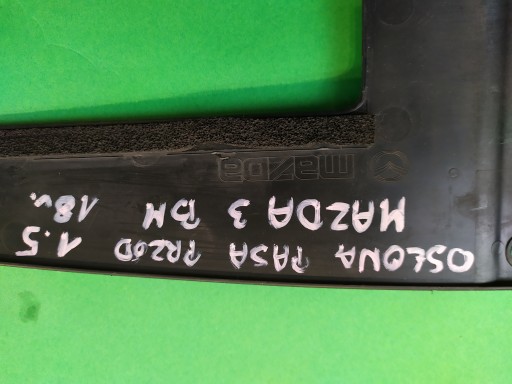 OSŁONA PASA PRZÓD 1.5
MAZDA 3 BM 18r.
mazda